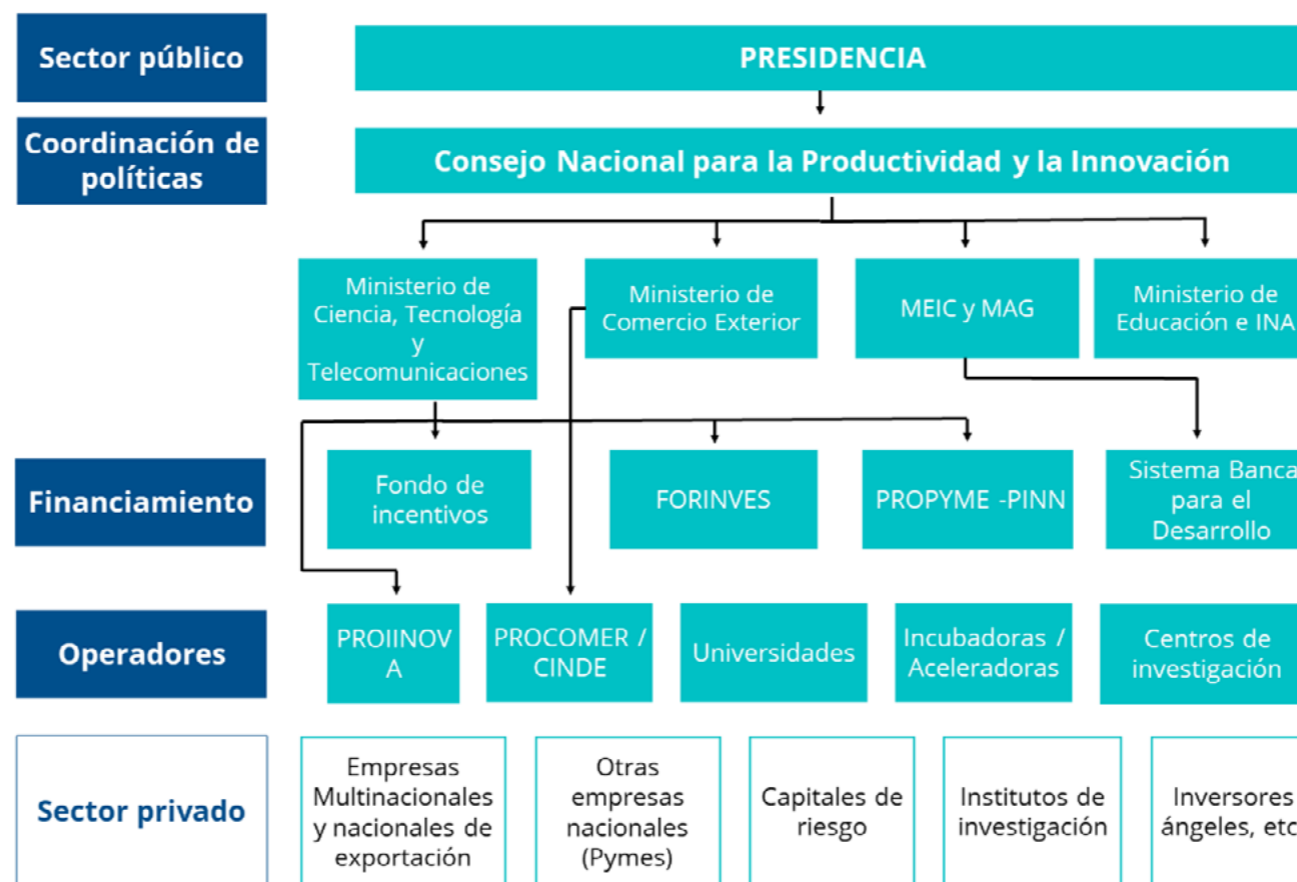 Sector público
PRESIDENCIA
Coordinación de
políticas
Consejo Nacional para la Productividad y la Innovación
Ministerio de
Ciencia, Tecnología
y
Telecomunicaciones
Ministerio de
Comercio Exterior
MEIC y MAG
Ministerio de
Educación e INA
Financiamiento
Fondo de
incentivos
FORINVES
PROPYME -PINN
Sistema Banca
para el
Desarrollo
Operadores
PROIINOV
A
PROCOMER /
CINDE
Universidades
Incubadoras /
Aceleradoras
Centros de
investigación
Sector privado
Empresas
Multinacionales
y nacionales de
exportación
Otras
empresas
nacionales
(Pymes)
Capitales de
riesgo
Institutos de
investigación
Inversores
ángeles, etc